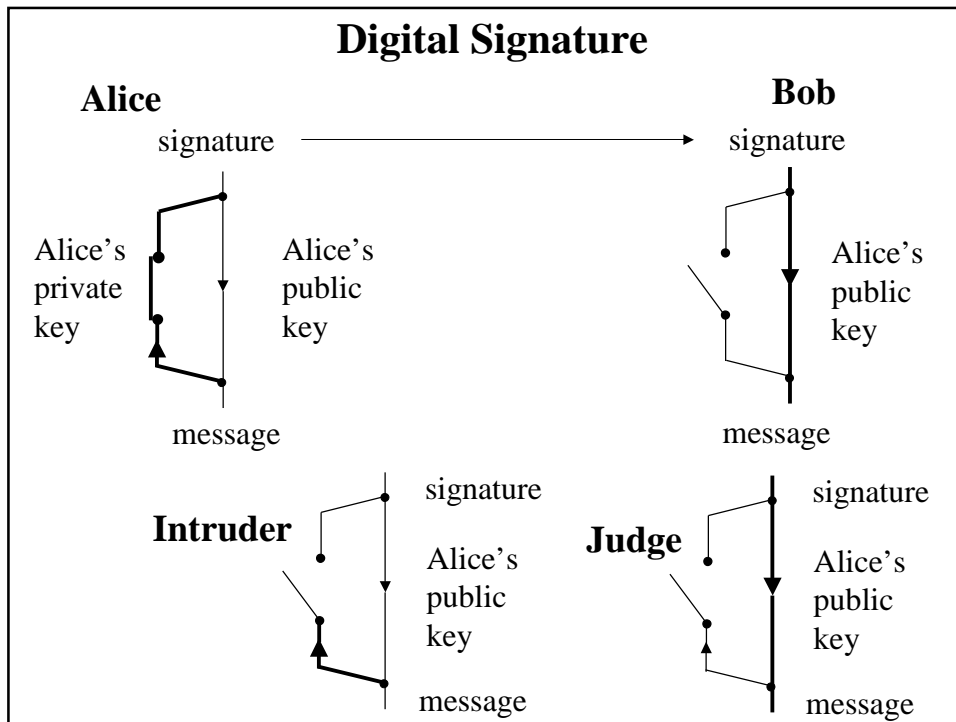 Digital Signature
Alice
Bob
signature
signature
Alice’s
private
key
Alice’s
public
key
Alice’s
public
key
message
message
Intruder
signature
Alice’s
public
key
message
Judge
signature
Alice’s
public
key
message